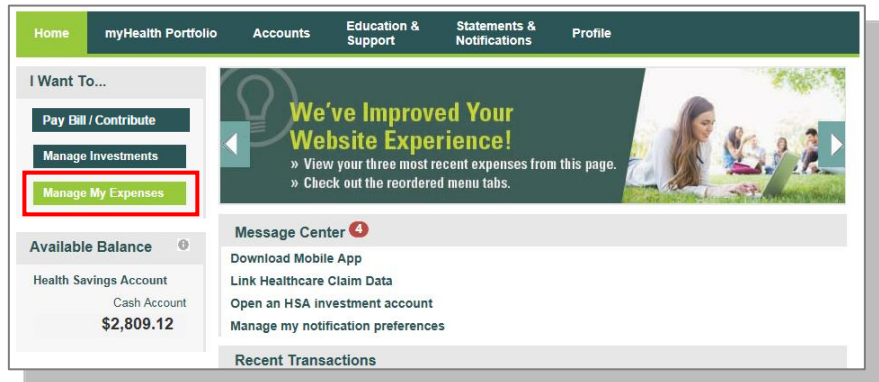 Home
myHealth Portfolio
Accounts
Education &
Support
Statements &
Notifications
Profile
I Want To...
Pay Bill / Contribute
Manage Investments
Manage My Expenses
Available Balance
Health Savings Account
Cash Account
$2,809.12
We've Improved Your
Website Experience!
» View your three most recent expenses from this page.
» Check out the reordered menu tabs.
Message Center 4
Download Mobile App
Link Healthcare Claim Data
Open an HSA investment account
Manage my notification preferences
Recent Transactions